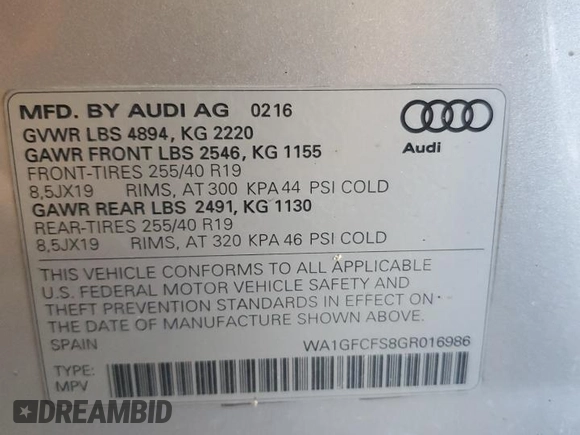 MFD. BY AUDI AG 0216
GVWR LBS 4894, KG 2220
GAWR FRONT LBS 2546, KG 1155
FRONT-TIRES 255/40 R19
8,5JX19 RIMS, AT 300 KPA 44 PSI COLD
GAWR REAR LBS 2491, KG 1130
REAR-TIRES 255/40 R19
8,5JX19 RIMS, AT 320 KPA 46 PSI COLD
Audi
THIS VEHICLE CONFORMS TO ALL APPLICABLE
U.S. FEDERAL MOTOR VEHICLE SAFETY AND
THEFT PREVENTION STANDARDS IN EFFECT ON
THE DATE OF MANUFACTURE SHOWN ABOVE.
SPAIN WA1GFCFS8GR016986
TYPE:
MPV
DREAMBID